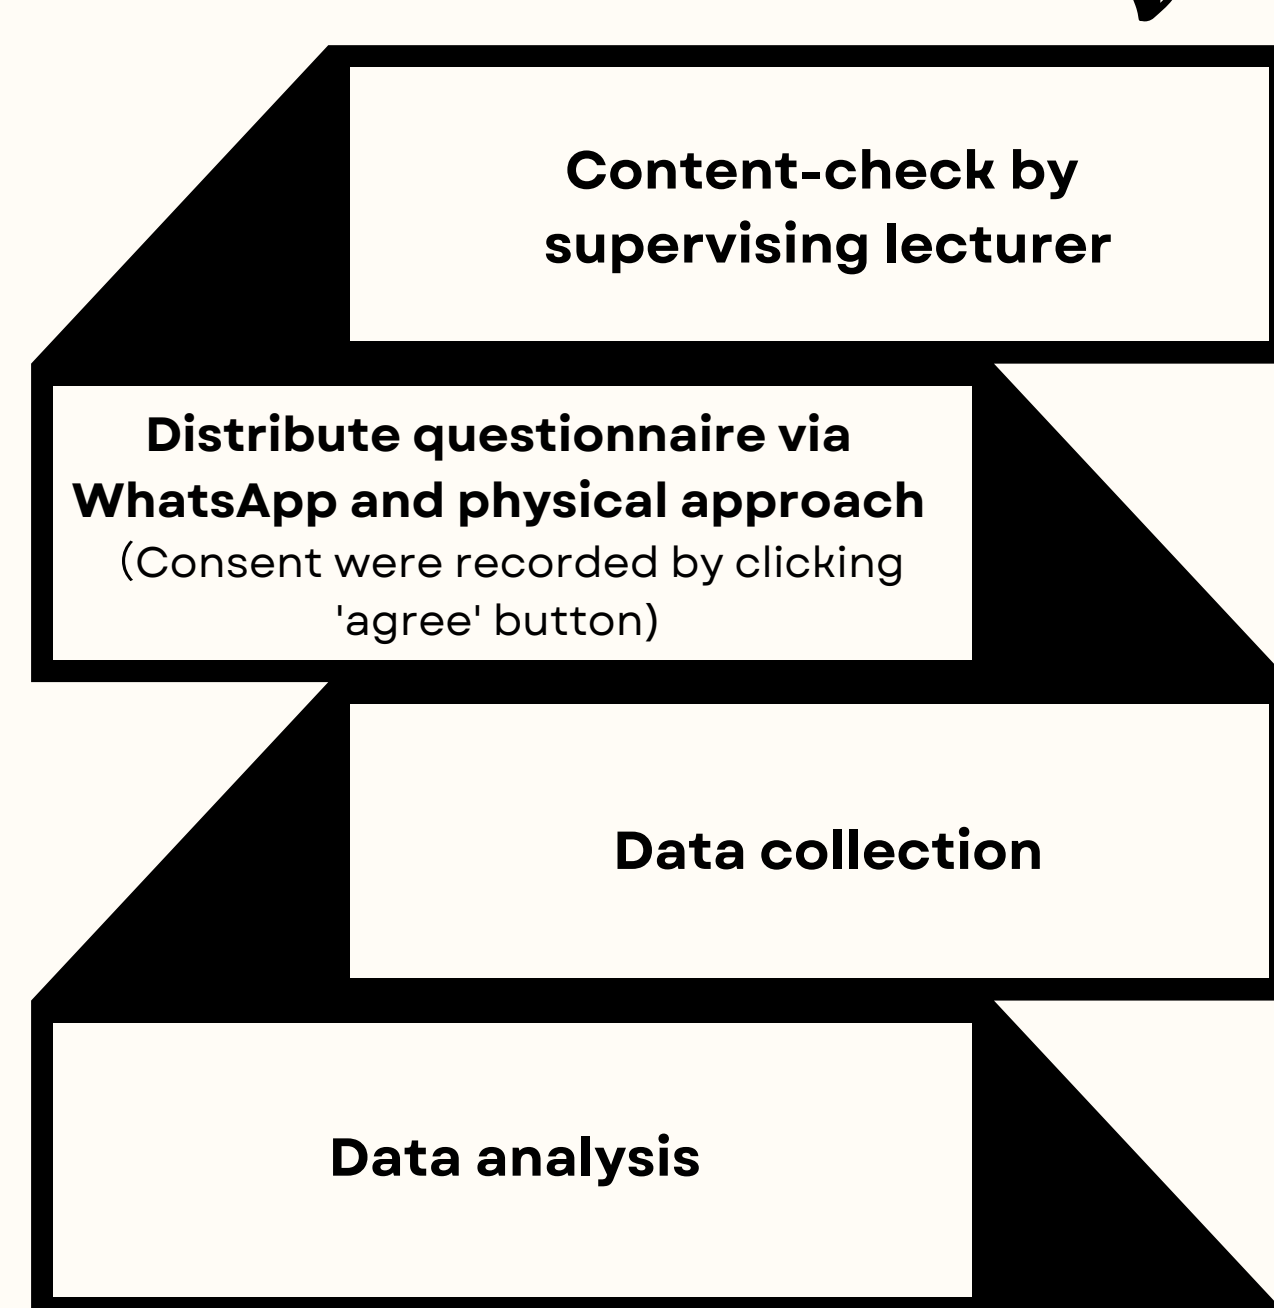 Content-check by
supervising lecturer
Distribute questionnaire via
WhatsApp and physical approach
(Consent were recorded by clicking
'agree' button)
Data collection
Data analysis